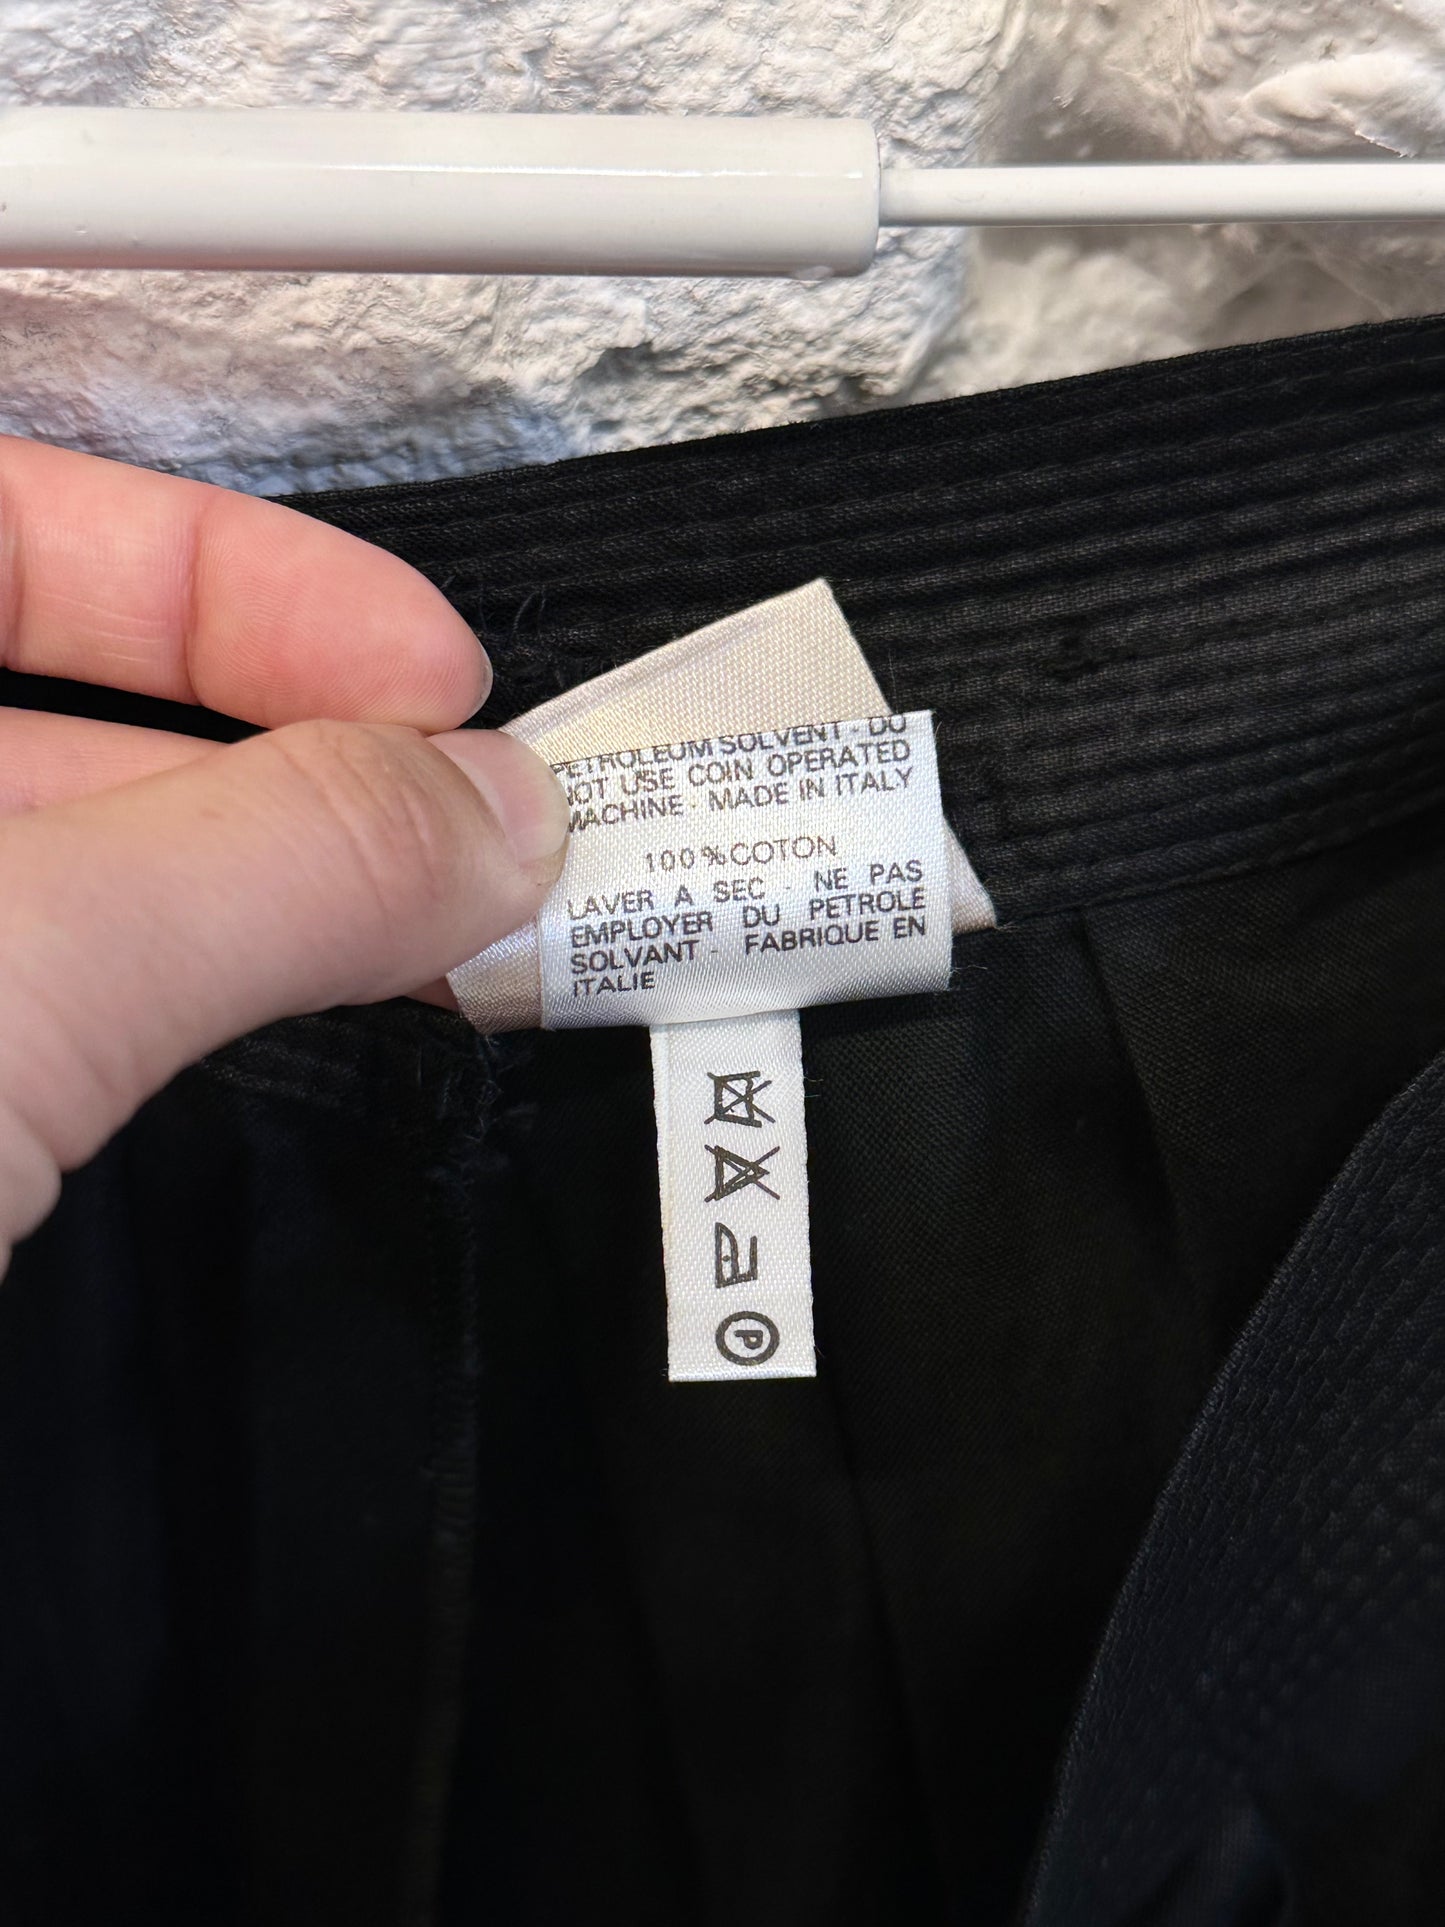 PETROLEUM SOLVENT - DO
NOT USE COIN OPERATED
MACHINE - MADE IN ITALY
100%COTON
LAVER A SEC - NE PAS
EMPLOYER DU PETROLE
SOLVANT - FABRIQUE EN
ITALIE
P